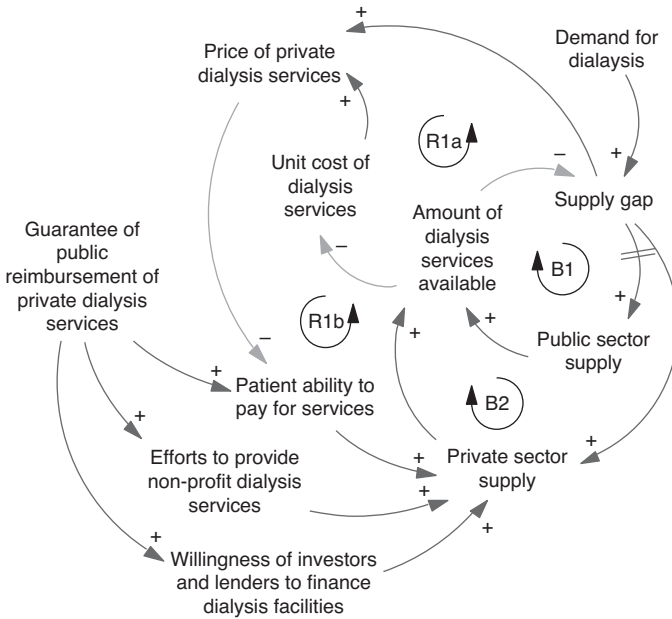 +
Price of private
dialysis services
Demand for
dialaysis
+
R1a
+
–
Unit cost of
dialysis
services
Supply gap
Amount of
dialysis
services
available
Guarantee of
public
reimbursement of
private dialysis
services
–
B1
R1b
+
+
+
Public sector
supply
–
+
Patient ability to
pay for services
B2
+
+
+
Efforts to provide
non-profit dialysis
services
Private sector
supply
+
+
+
Willingness of investors
and lenders to finance
dialysis facilities